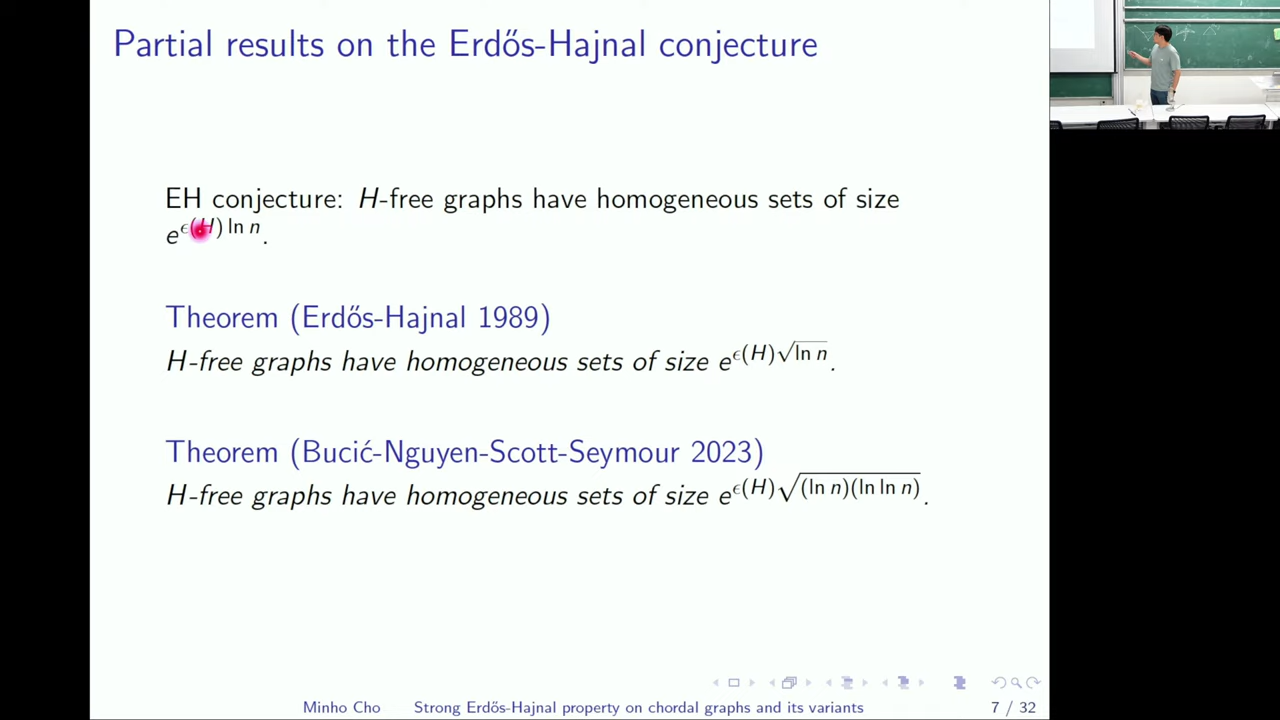 Partial results on the Erdős-Hajnal conjecture
EH conjecture: H-free graphs have homogeneous sets of size
e^{ϵ(H) ln n}.
Theorem (Erdős-Hajnal 1989)
H-free graphs have homogeneous sets of size e^{ϵ(H)√(ln n)}.
Theorem (Bucić-Nguyen-Scott-Seymour 2023)
H-free graphs have homogeneous sets of size e^{ϵ(H)√((ln n)(ln ln n))}.
Minho Cho Strong Erdős-Hajnal property on chordal graphs and its variants 7 / 32